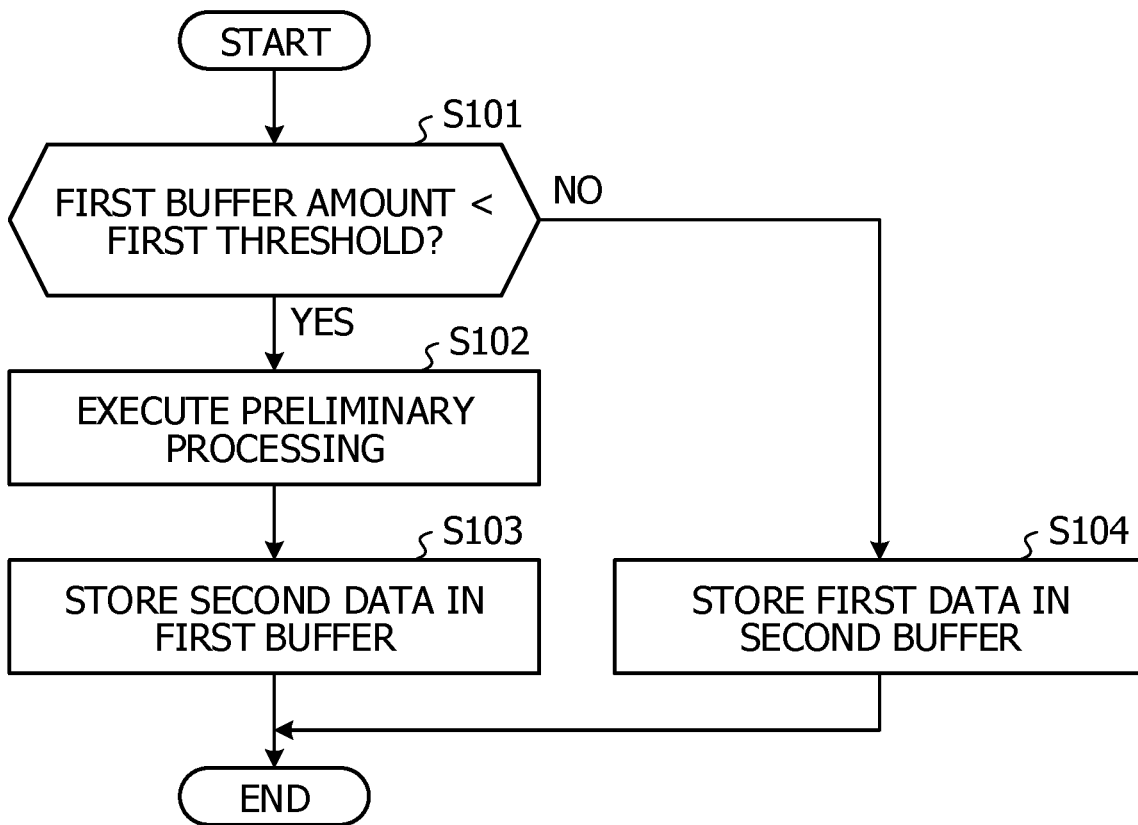 START
S101
FIRST BUFFER AMOUNT <
FIRST THRESHOLD?
NO
YES
S102
EXECUTE PRELIMINARY
PROCESSING
S103
STORE SECOND DATA IN
FIRST BUFFER
S104
STORE FIRST DATA IN
SECOND BUFFER
END